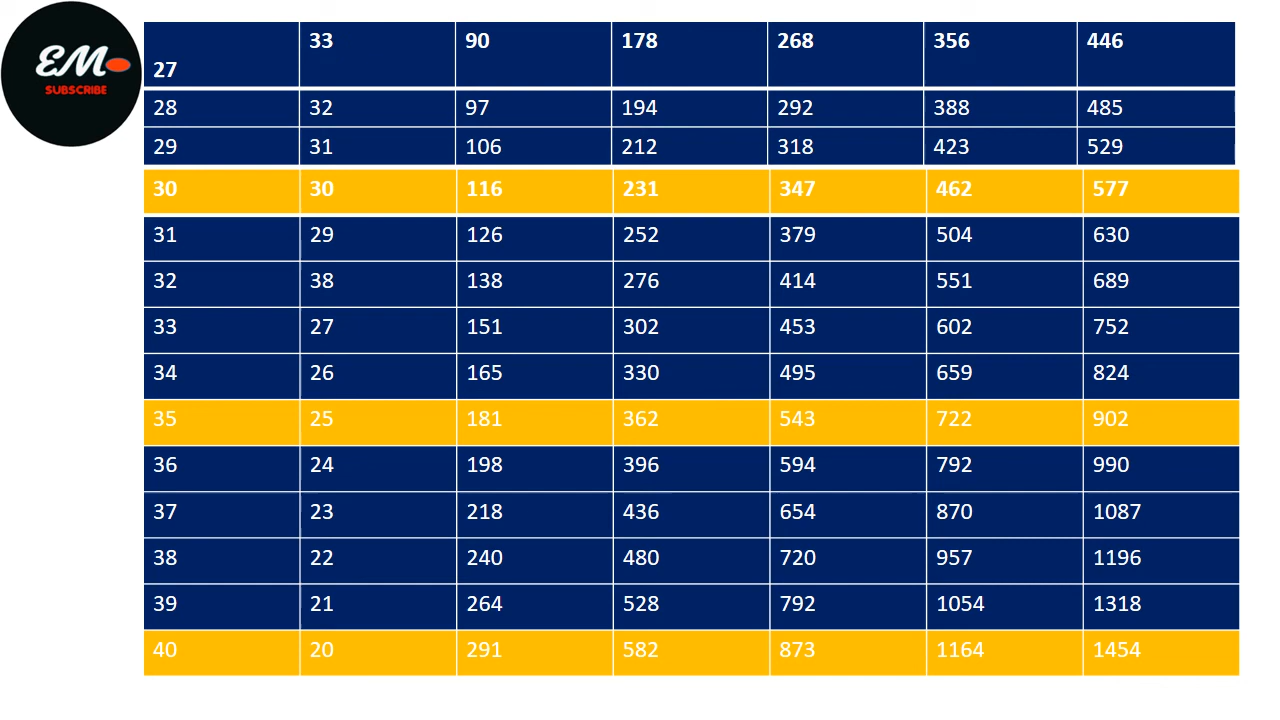 EM
SUBSCRIBE
27 33 90 178 268 356 446
28 32 97 194 292 388 485
29 31 106 212 318 423 529
30 30 116 231 347 462 577
31 29 126 252 379 504 630
32 38 138 276 414 551 689
33 27 151 302 453 602 752
34 26 165 330 495 659 824
35 25 181 362 543 722 902
36 24 198 396 594 792 990
37 23 218 436 654 870 1087
38 22 240 480 720 957 1196
39 21 264 528 792 1054 1318
40 20 291 582 873 1164 1454